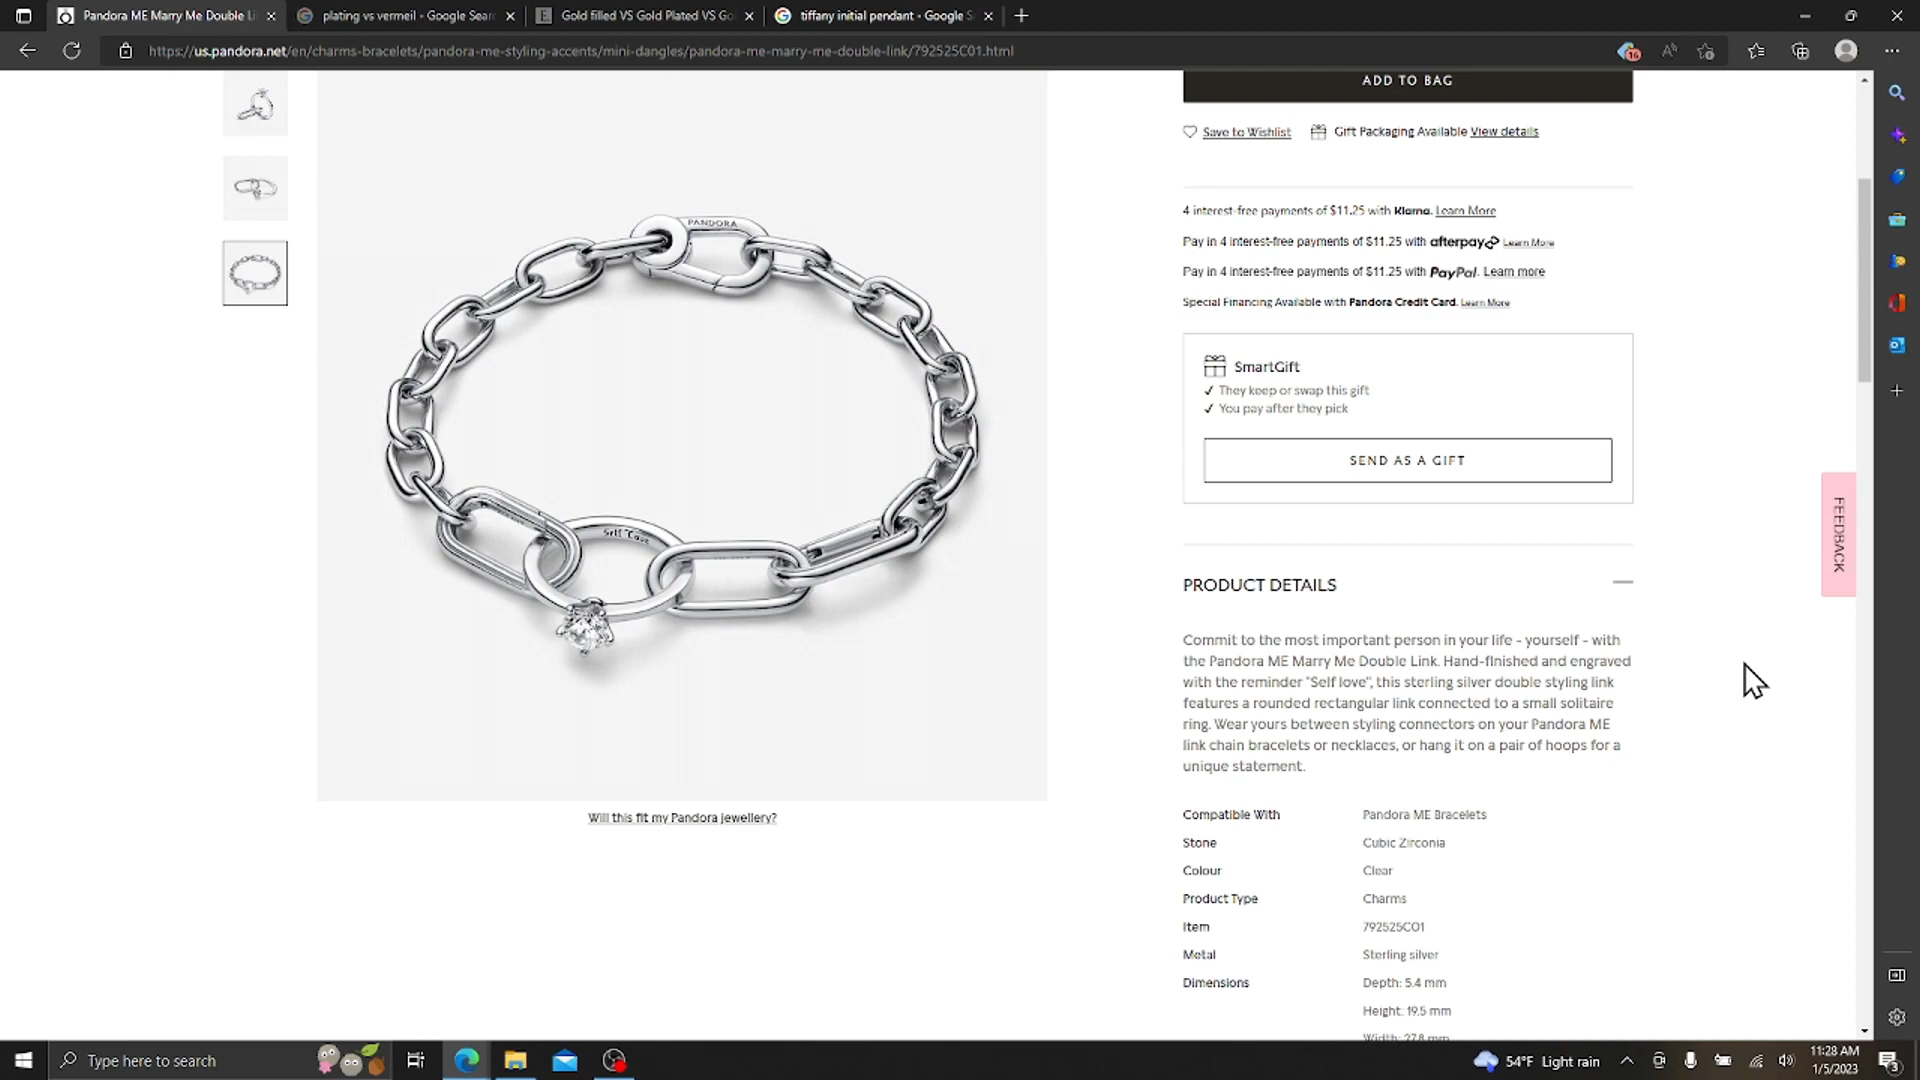 Pandora ME Marry Me Double Li
plating vs vermeil - Google Sear
Gold filled VS Gold Plated VS Go
tiffany initial pendant - Google S
https://us.pandora.net/en/charms-bracelets/pandora-me-styling-accents/mini-dangles/pandora-me-marry-me-double-link/792525C01.html
16
ADD TO BAG
Save to Wishlist
Gift Packaging Available View details
4 interest-free payments of $11.25 with Klarna. Learn More
Pay in 4 interest-free payments of $11.25 with afterpay Learn More
Pay in 4 interest-free payments of $11.25 with PayPal. Learn more
Special Financing Available with Pandora Credit Card. Learn More
SmartGift
✓ They keep or swap this gift
✓ You pay after they pick
SEND AS A GIFT
FEEDBACK
PANDORA
Self
Will this fit my Pandora jewellery?
PRODUCT DETAILS
Commit to the most important person in your life - yourself - with
the Pandora ME Marry Me Double Link. Hand-finished and engraved
with the reminder "Self love", this sterling silver double styling link
features a rounded rectangular link connected to a small solitaire
ring. Wear yours between styling connectors on your Pandora ME
link chain bracelets or necklaces, or hang it on a pair of hoops for a
unique statement.
Compatible With Pandora ME Bracelets
Stone Cubic Zirconia
Colour Clear
Product Type Charms
Item 792525C01
Metal Sterling silver
Dimensions Depth: 5.4 mm
Height: 19.5 mm
Width: 27.8 mm
Type here to search
54°F Light rain
11:28 AM
1/5/2023
3